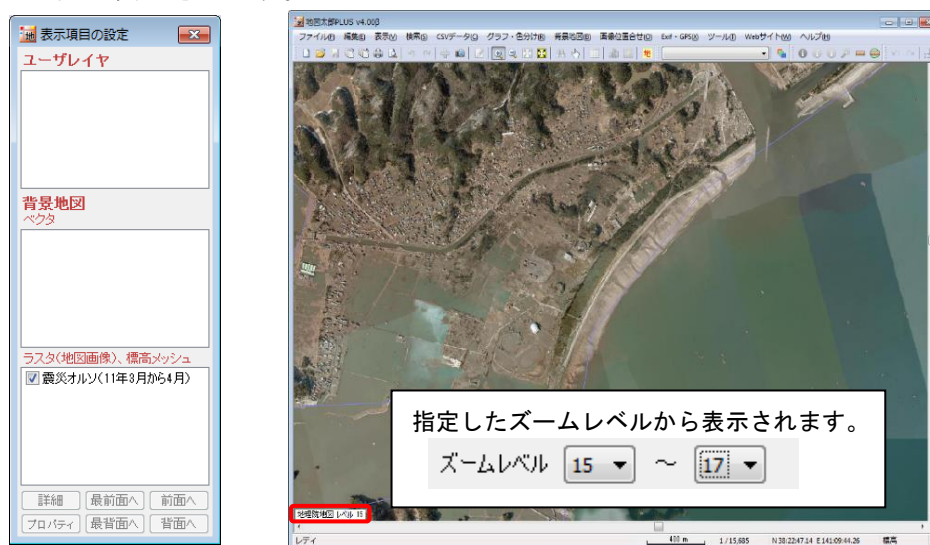 表示項目の設定
ユーザレイヤ
背景地図
ベクタ
ラスタ(地図画像)、標高メッシュ
震災オルソ(11年3月から4月)
詳細 最前面へ 前面へ
プロパティ 最背面へ 背面へ
地図太郎PLUS v4.00β
ファイル(F) 編集(E) 表示(V) 検索(S) CSVデータ(C) グラフ・色分け(R) 背景地図(B) 画像位置合せ(G) Exif・GPS(X) ツール(T) Webサイト(W) ヘルプ(H)
指定したズームレベルから表示されます。
ズームレベル 15 ～ 17
地理院地図 レベル 15
レディ 400 m 1 / 15,685 N 38:22:47.14 E 141:09:44.26 標高